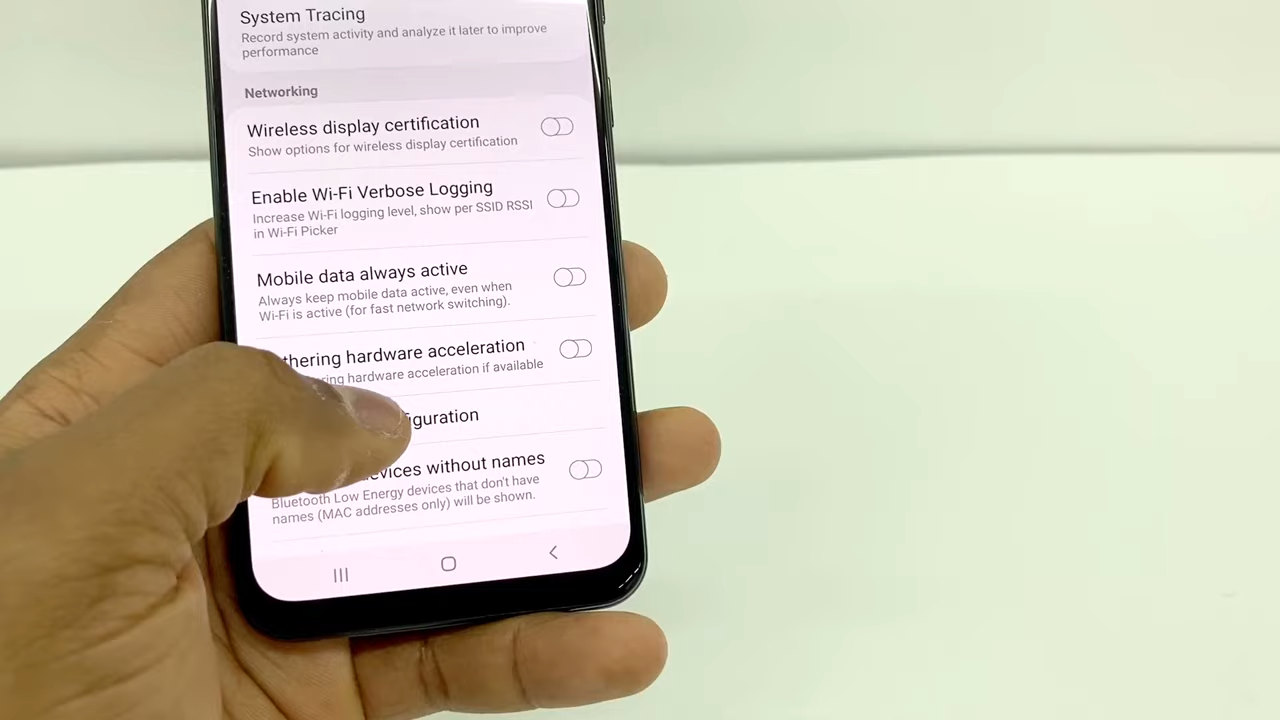 System Tracing
Record system activity and analyze it later to improve
performance
Networking
Wireless display certification
Show options for wireless display certification
Enable Wi-Fi Verbose Logging
Increase Wi-Fi logging level, show per SSID RSSI
in Wi-Fi Picker
Mobile data always active
Always keep mobile data active, even when
Wi-Fi is active (for fast network switching).
hardware acceleration
hardware acceleration if available
without names
Bluetooth Low Energy devices that don't have
names (MAC addresses only) will be shown.